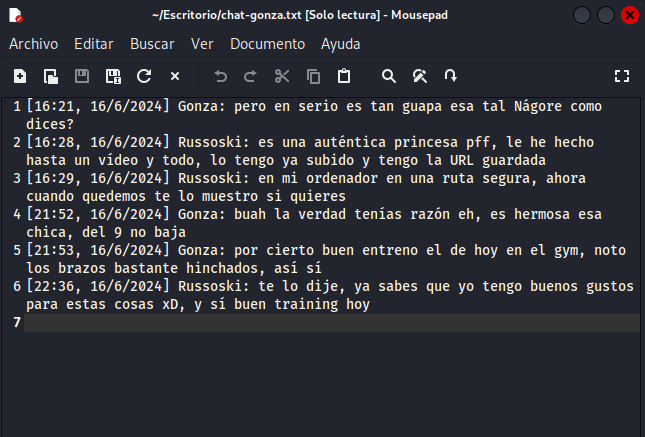 ~/Escritorio/chat-gonza.txt [Solo lectura] - Mousepad
Archivo Editar Buscar Ver Documento Ayuda
1 [16:21, 16/6/2024] Gonza: pero en serio es tan guapa esa tal Nágore como
dices?
2 [16:28, 16/6/2024] Russoski: es una auténtica princesa pff, le he hecho
hasta un vídeo y todo, lo tengo ya subido y tengo la URL guardada
3 [16:29, 16/6/2024] Russoski: en mi ordenador en una ruta segura, ahora
cuando quedemos te lo muestro si quieres
4 [21:52, 16/6/2024] Gonza: buah la verdad tenías razón eh, es hermosa esa
chica, del 9 no baja
5 [21:53, 16/6/2024] Gonza: por cierto buen entreno el de hoy en el gym, noto
los brazos bastante hinchados, así sí
6 [22:36, 16/6/2024] Russoski: te lo dije, ya sabes que yo tengo buenos gustos
para estas cosas xD, y sí buen training hoy
7